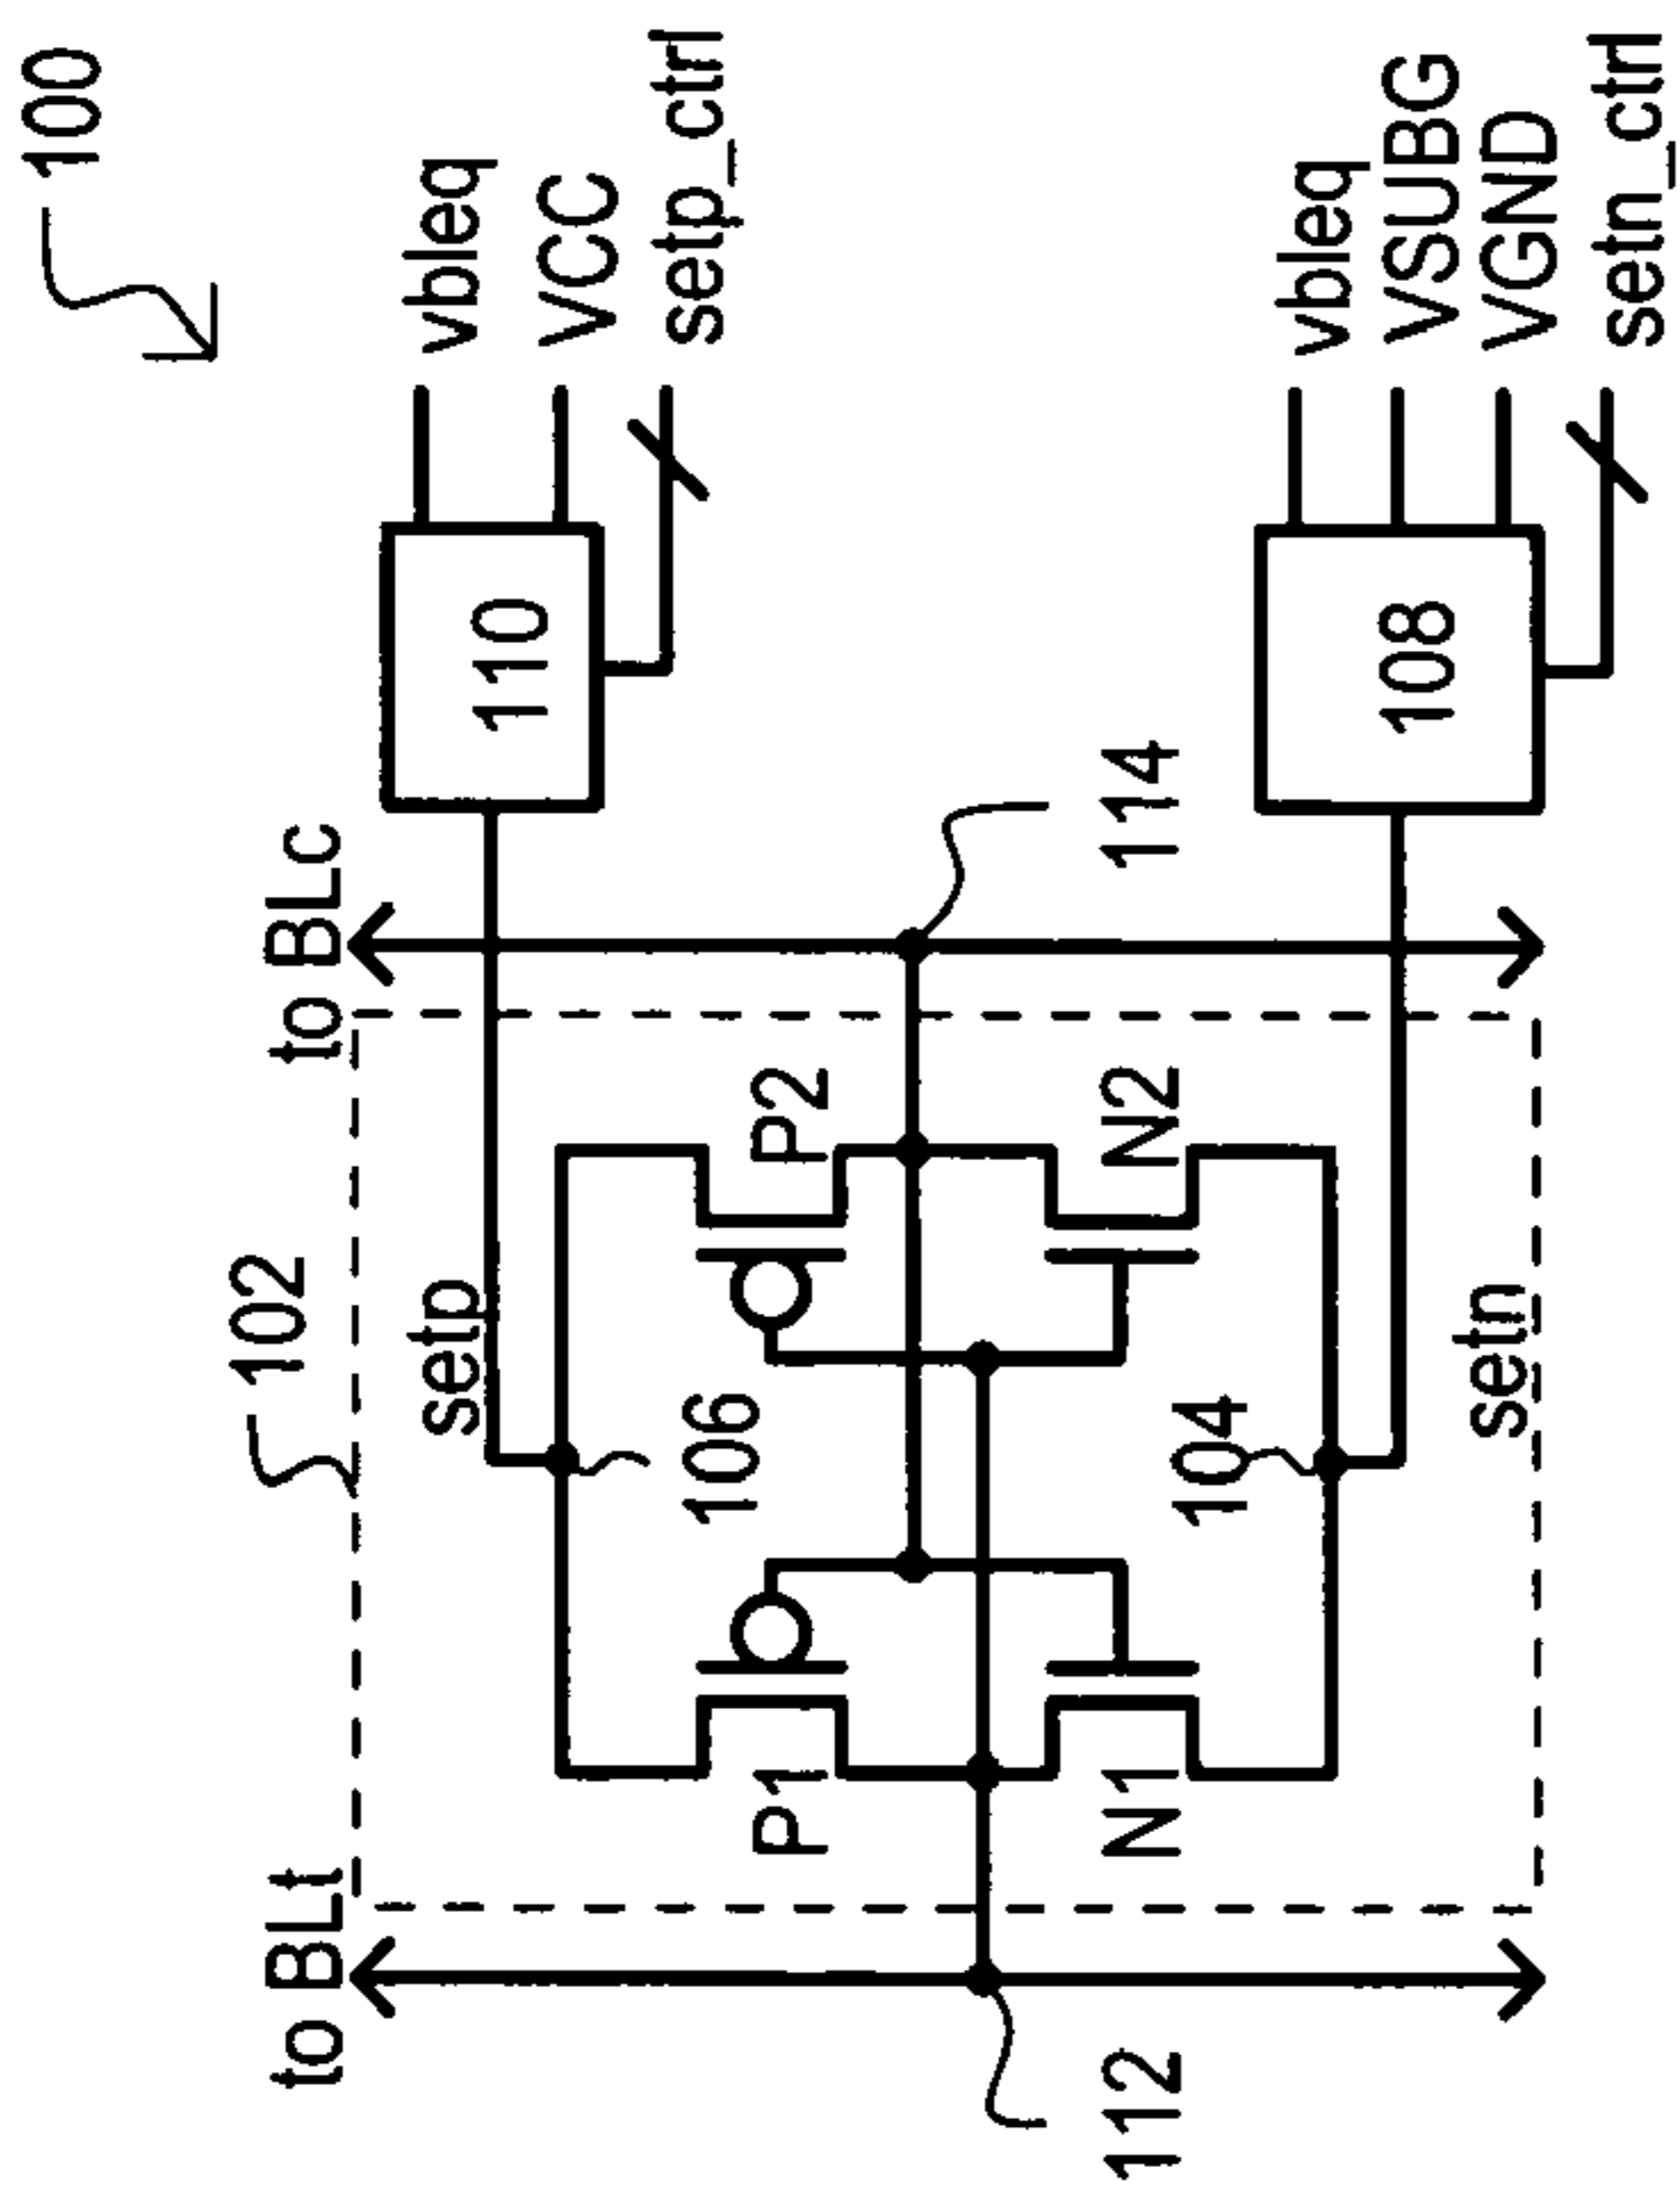 100
102
to BLt
to BLc
vbleq
VCC
setp_ctrl
110
setp
106
P1
P2
112
114
N1
N2
104
setn
108
vbleq
VSUBG
VGND
setn_ctrl